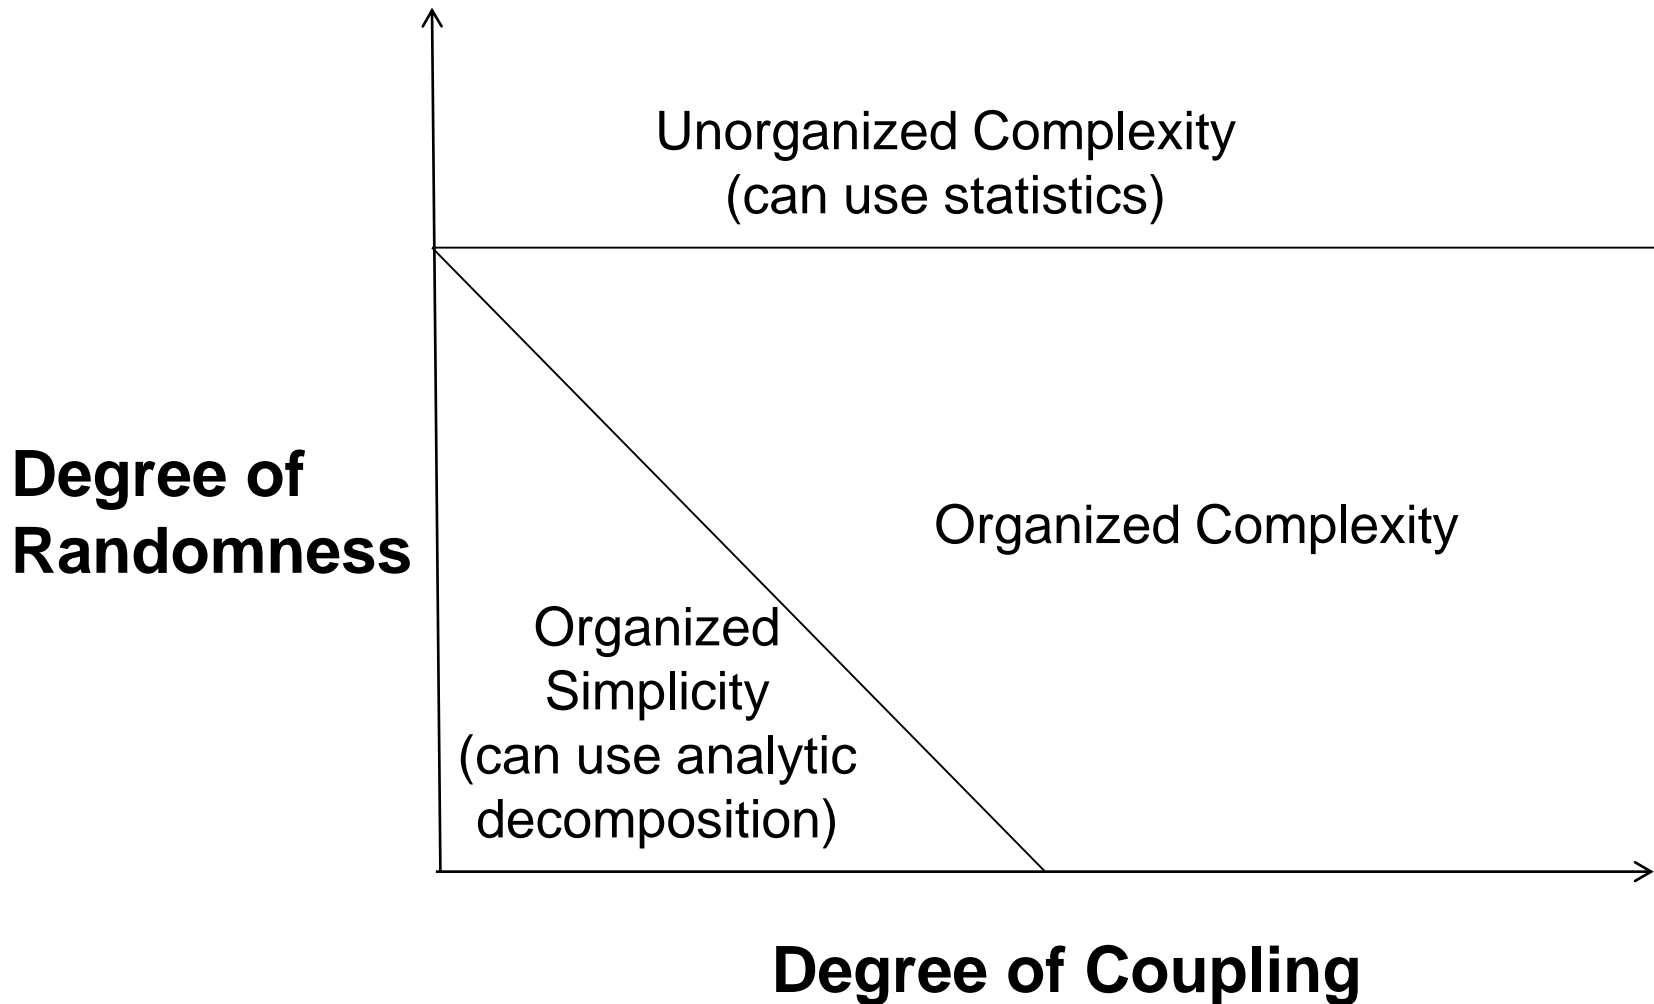 Unorganized Complexity
(can use statistics)
Degree of
Randomness
Organized Complexity
Organized
Simplicity
(can use analytic
decomposition)
Degree of Coupling